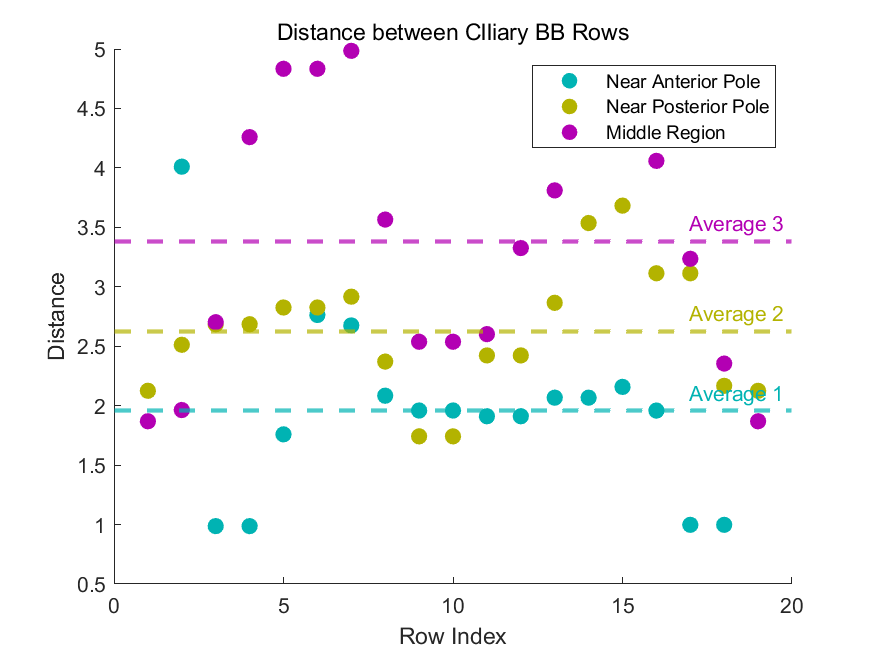 Distance between CIliary BB Rows
5
4.5
4
3.5
3
2.5
2
1.5
1
0.5
0
5
10
15
20
Distance
Row Index
Near Anterior Pole
Near Posterior Pole
Middle Region
Average 3
Average 2
Average 1